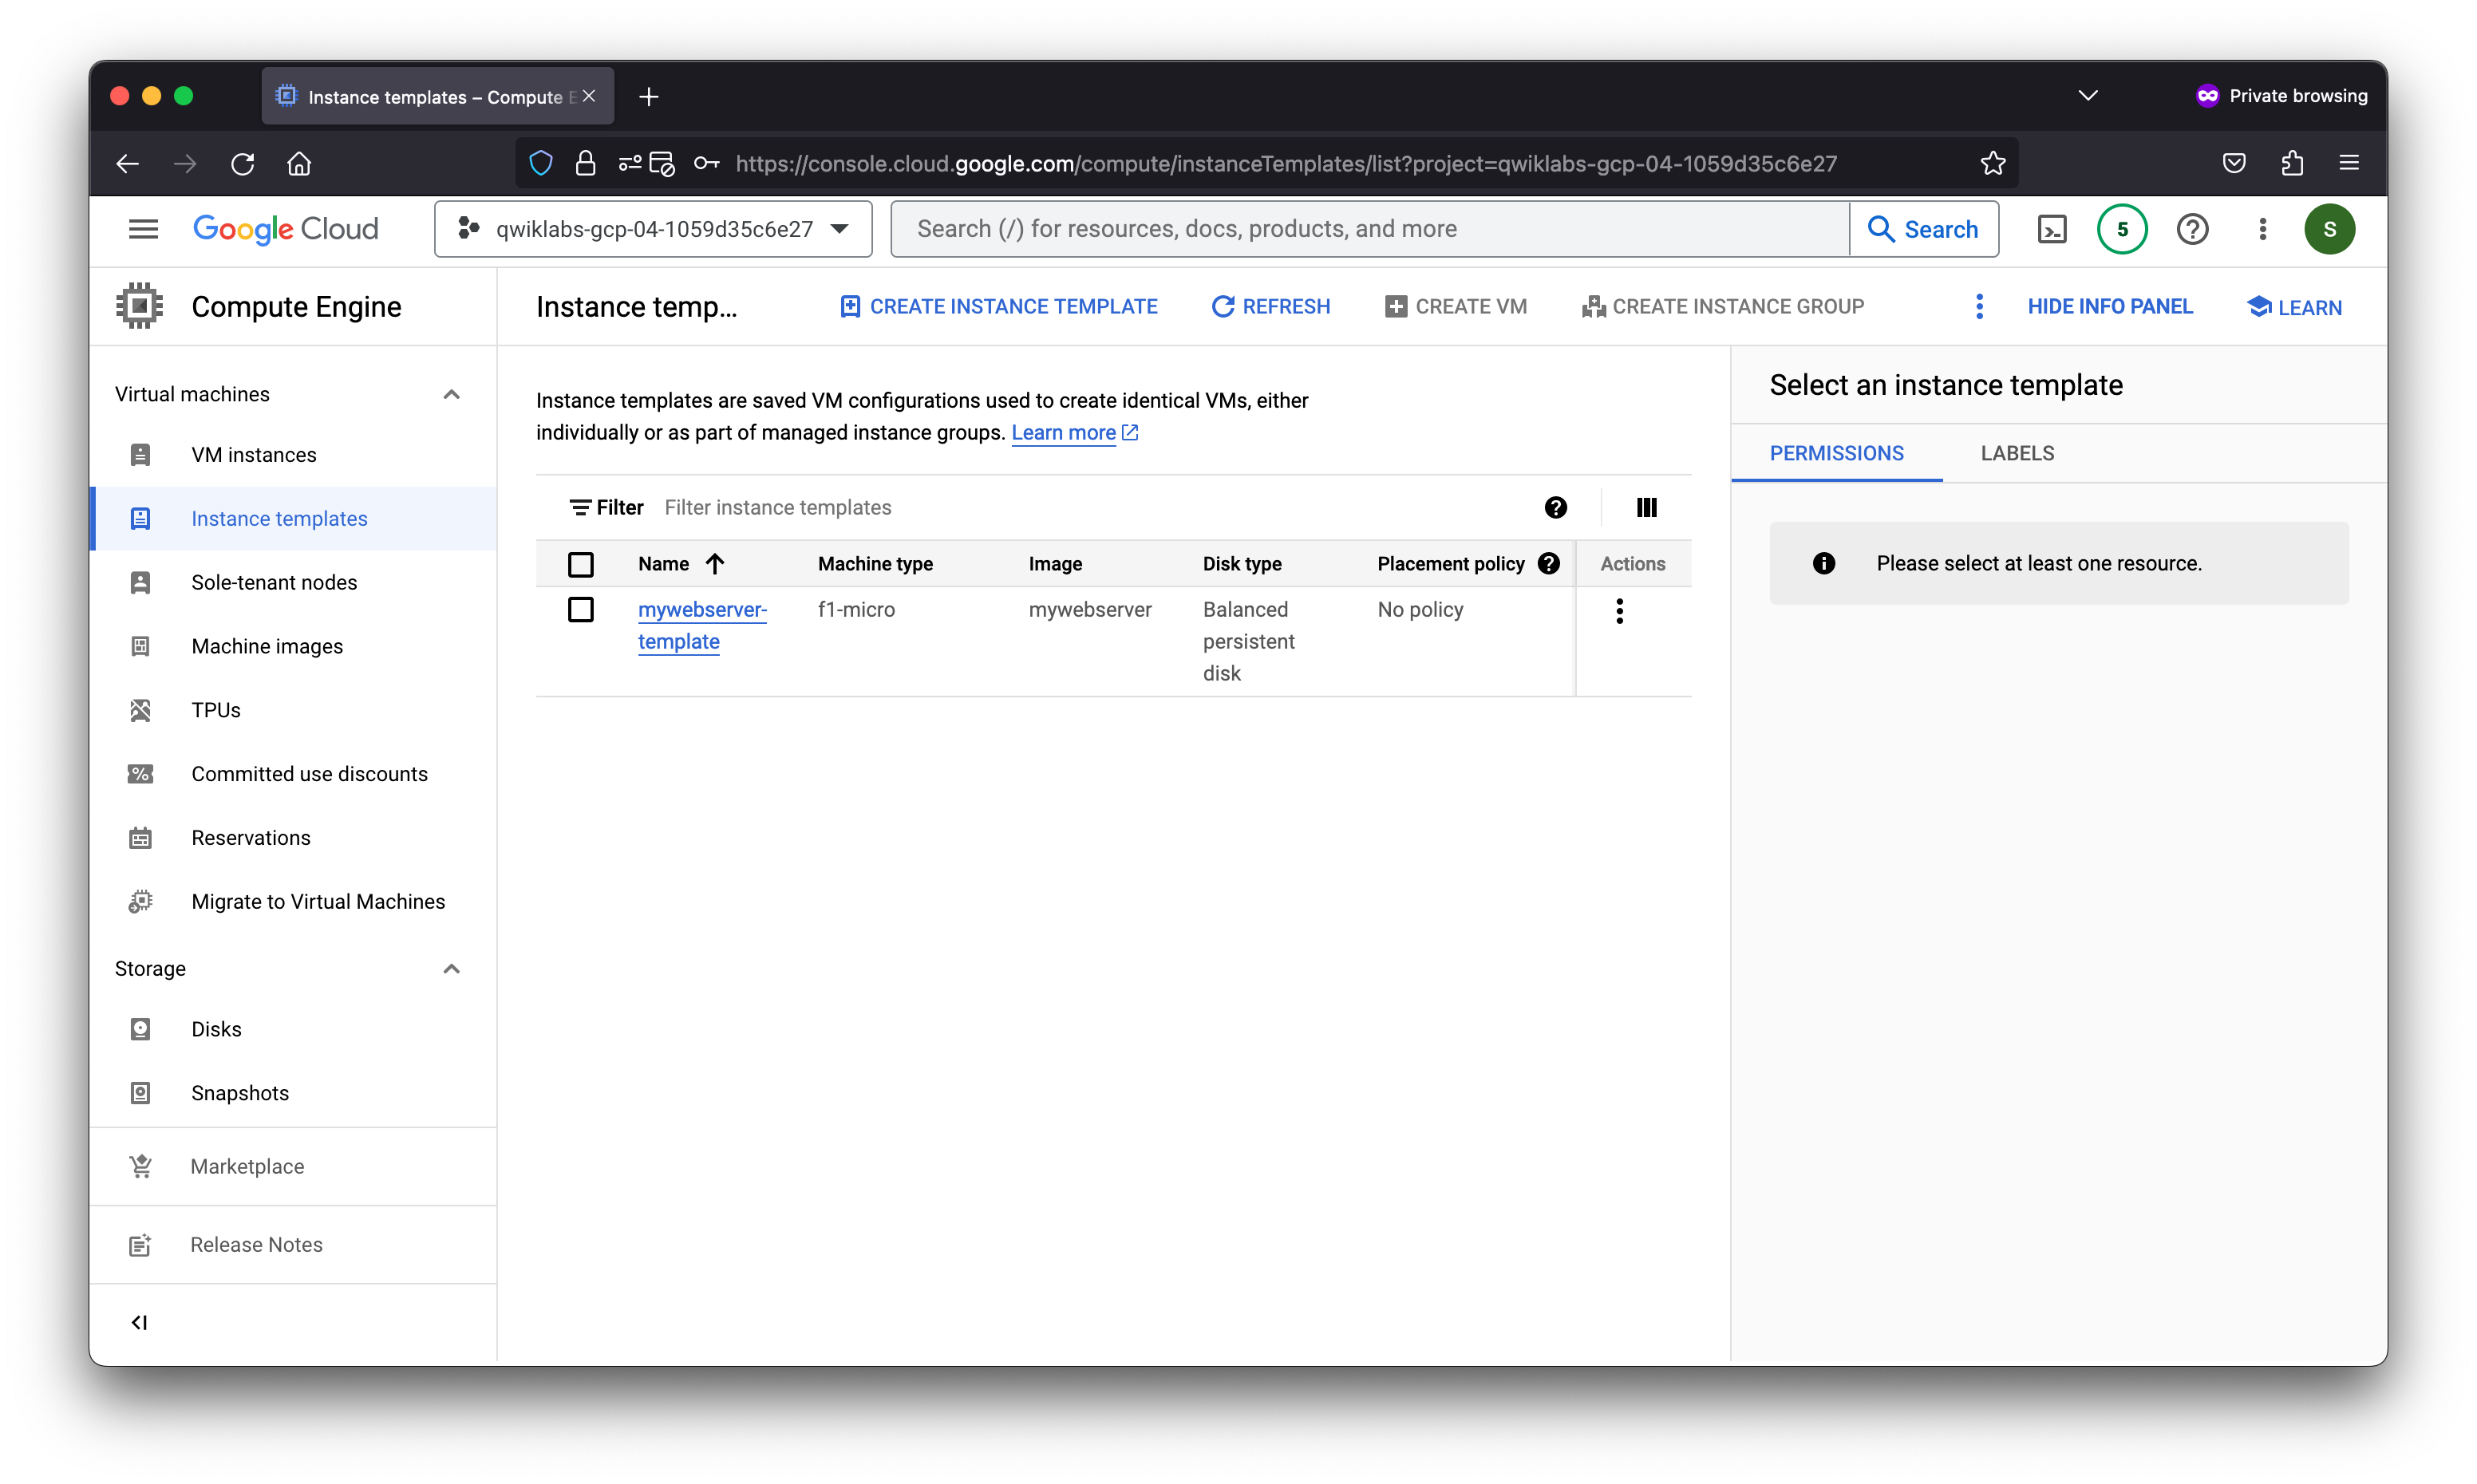 Instance templates – Compute E
Private browsing
https://console.cloud.google.com/compute/instanceTemplates/list?project=qwiklabs-gcp-04-1059d35c6e27
Google Cloud
qwiklabs-gcp-04-1059d35c6e27
Search (/) for resources, docs, products, and more
Search
5
S
Compute Engine
Instance temp...
CREATE INSTANCE TEMPLATE
REFRESH
CREATE VM
CREATE INSTANCE GROUP
HIDE INFO PANEL
LEARN
Virtual machines
VM instances
Instance templates
Sole-tenant nodes
Machine images
TPUs
Committed use discounts
Reservations
Migrate to Virtual Machines
Storage
Disks
Snapshots
Marketplace
Release Notes
Instance templates are saved VM configurations used to create identical VMs, either
individually or as part of managed instance groups. Learn more
Filter Filter instance templates
Name Machine type Image Disk type Placement policy Actions
mywebserver- f1-micro mywebserver Balanced No policy
template persistent
disk
Select an instance template
PERMISSIONS LABELS
Please select at least one resource.